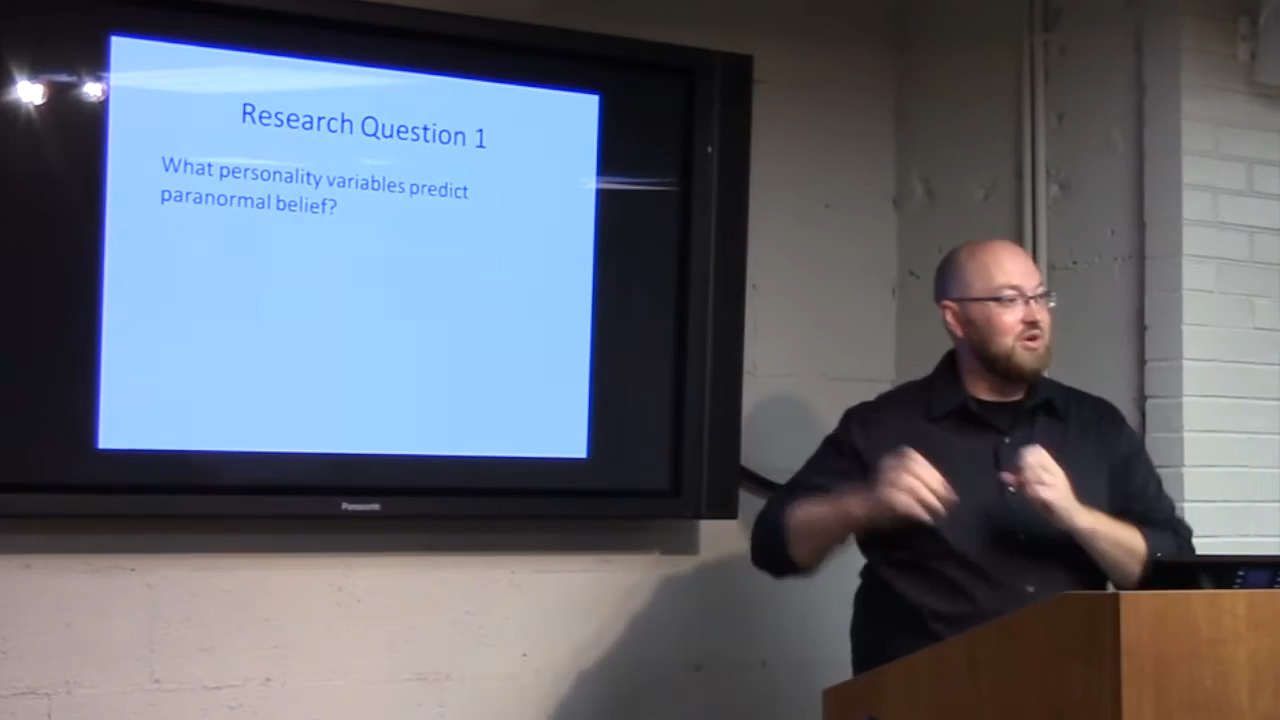 Research Question 1
What personality variables predict
paranormal belief?
Panasonic